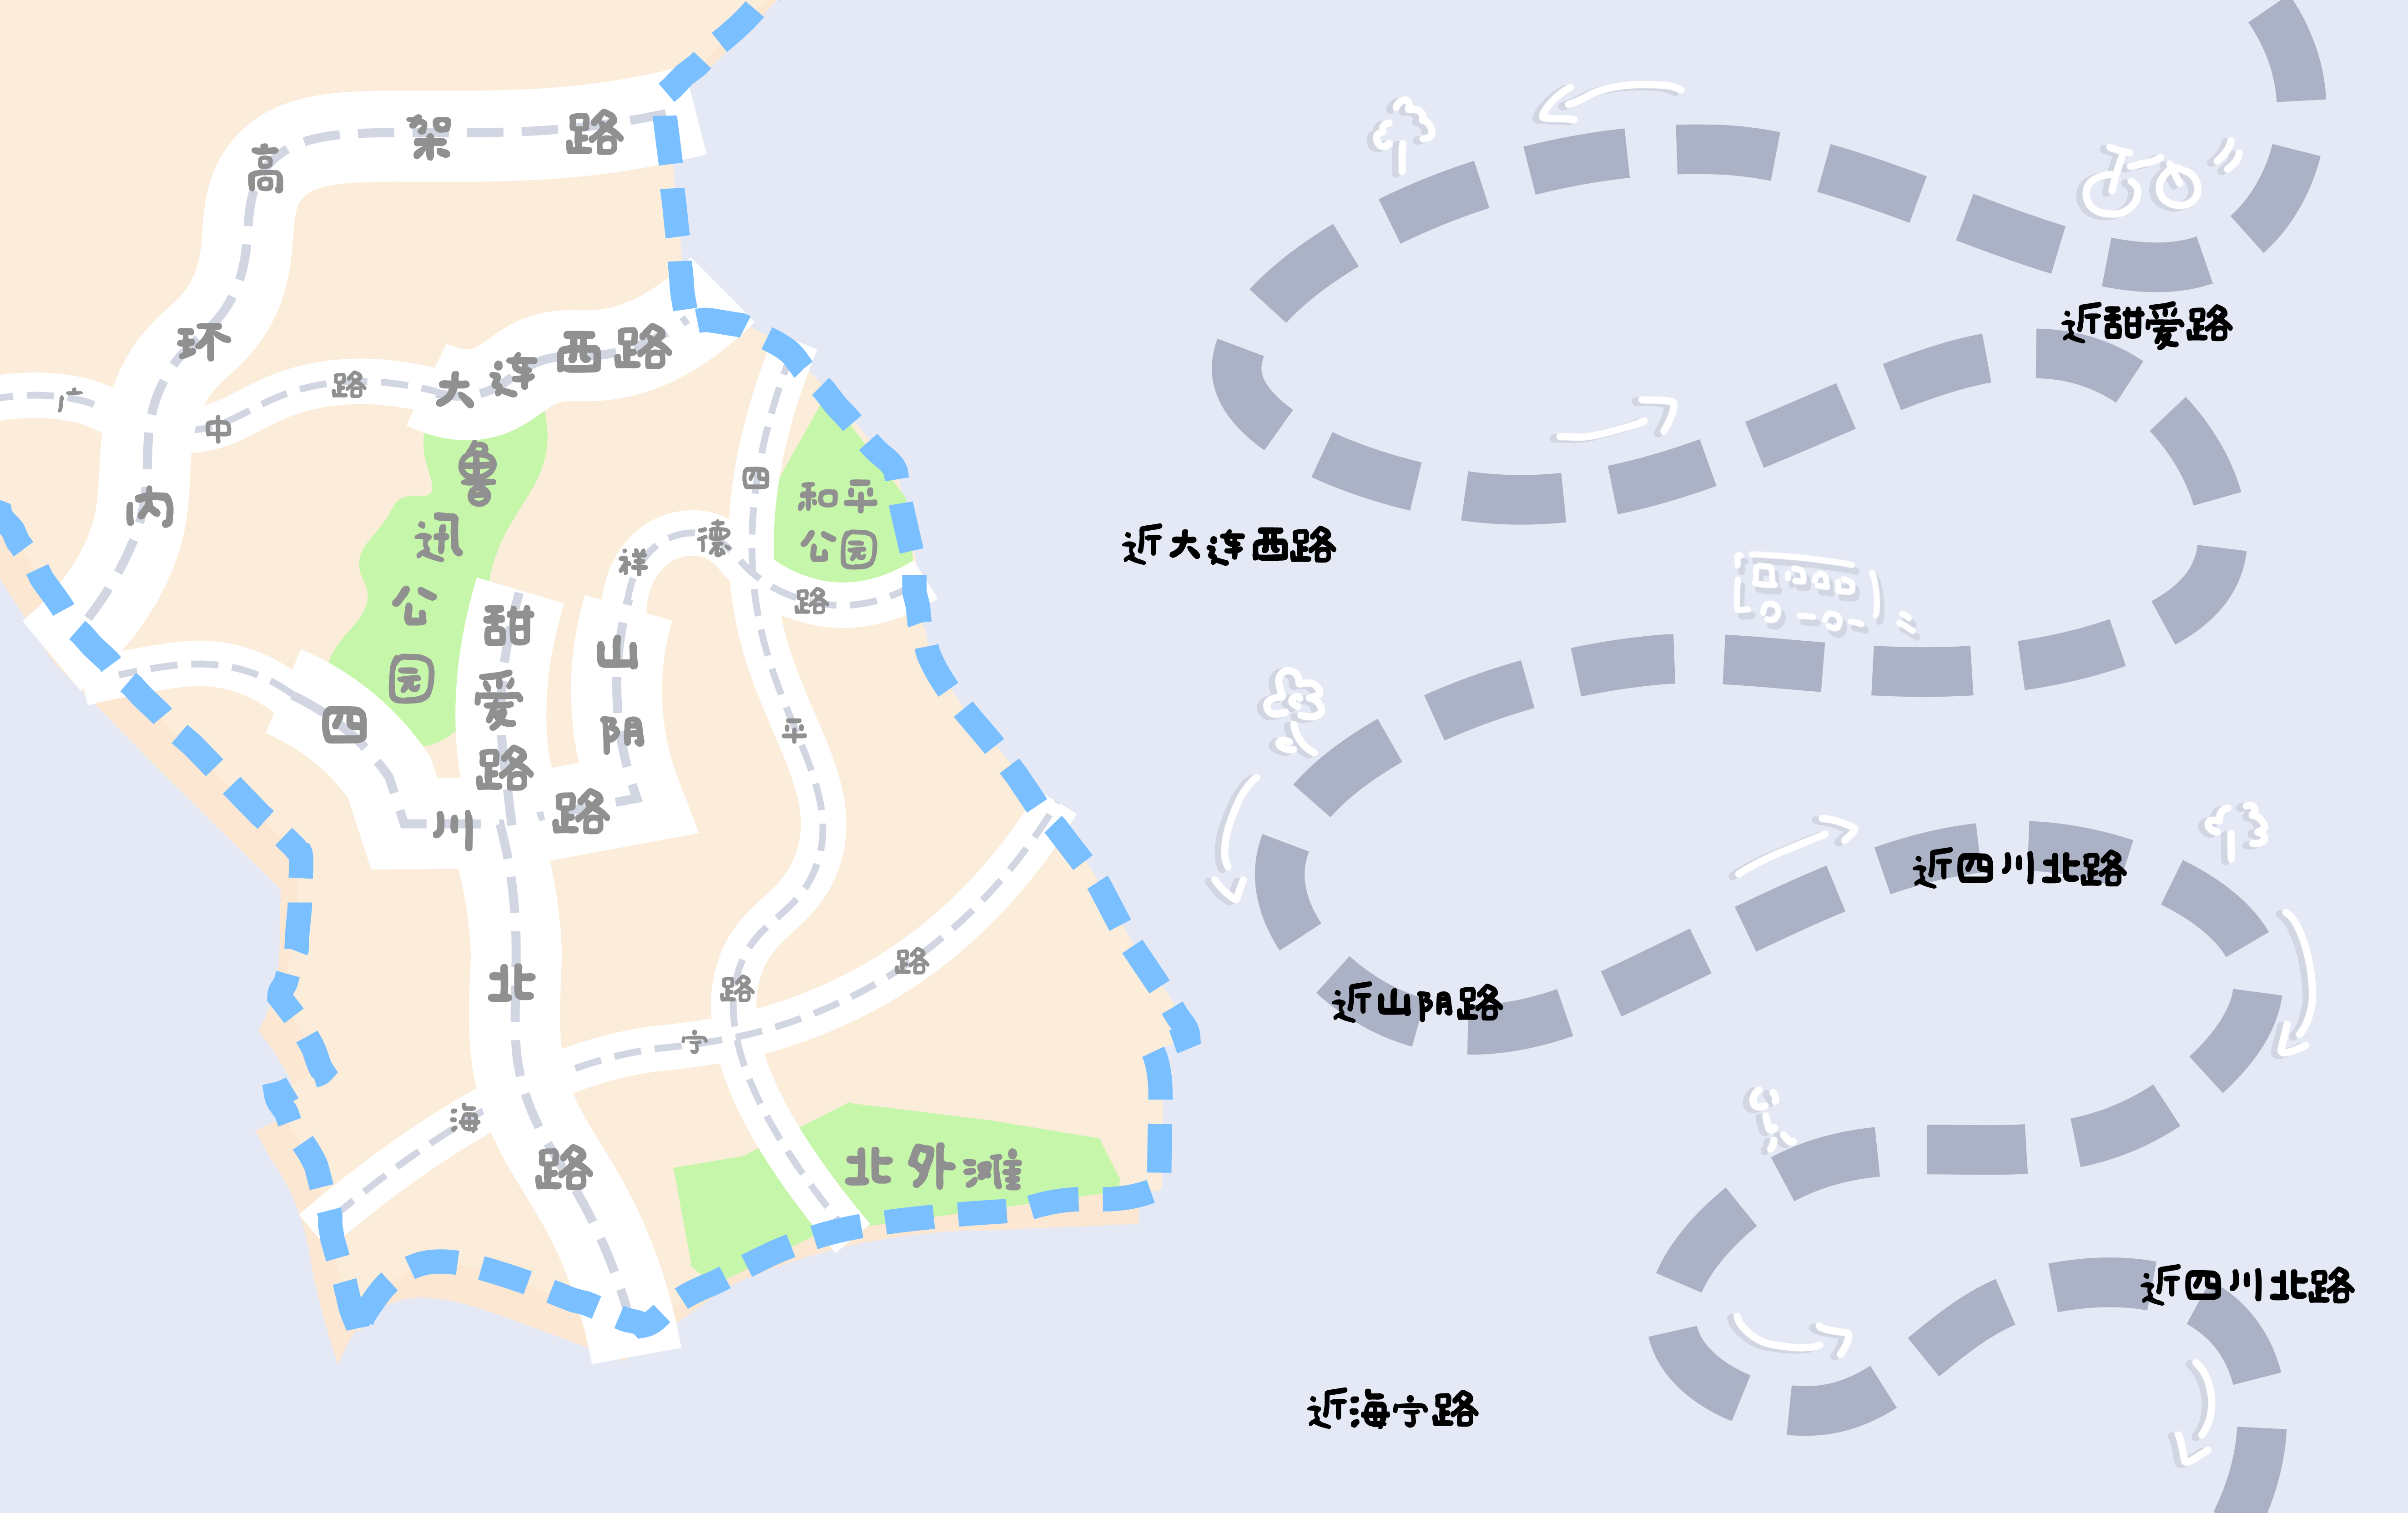 内环高架路
广中路
大连西路
鲁迅公园
和平
公园
四平路
祥德路
甜爱路
山阴路
四川北路
海宁路
北外滩
近甜爱路
近大连西路
近四川北路
近山阴路
近四川北路
近海宁路